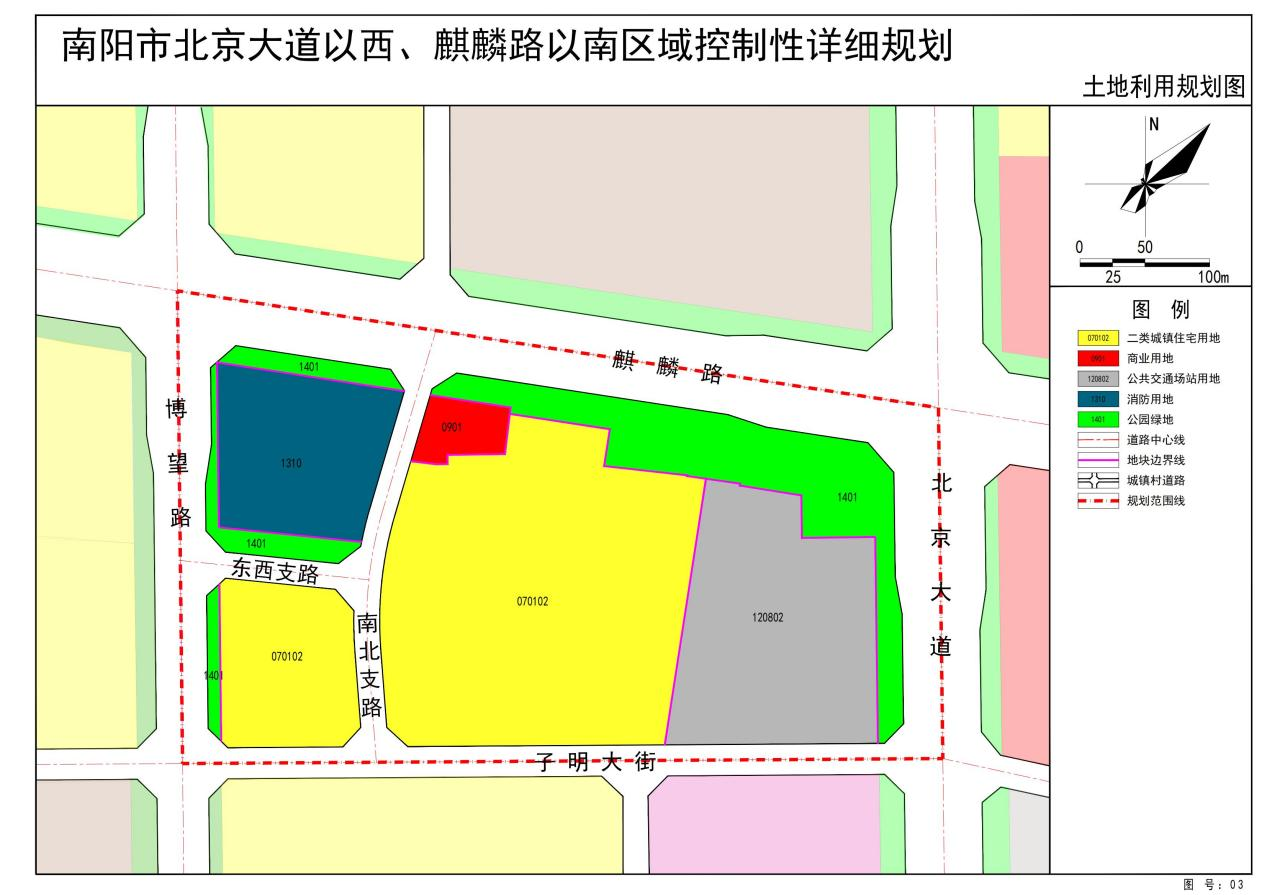 南阳市北京大道以西、麒麟路以南区域控制性详细规划
土地利用规划图
N
0 50
25 100m
图 例
070102 二类城镇住宅用地
0901 商业用地
120802 公共交通场站用地
1310 消防用地
1401 公园绿地
道路中心线
地块边界线
城镇村道路
规划范围线
麒麟路
博望路
北京大道
东西支路
南北支路
子明大街
1401
1310
1401
0901
1401
070102
120802
070102
1401
图 号：03